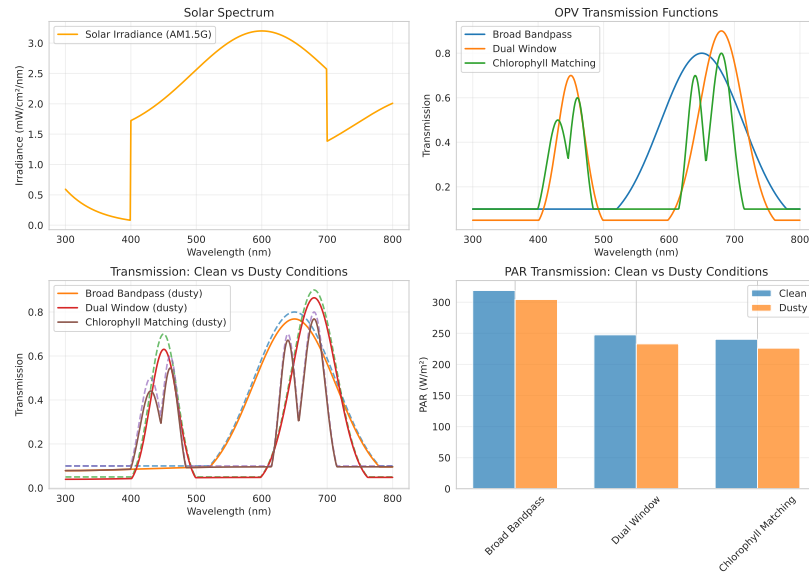 Solar Spectrum
Solar Irradiance (AM1.5G)
Irradiance (mW/cm²/nm)
3.0
2.5
2.0
1.5
1.0
0.5
0.0
300 400 500 600 700 800
Wavelength (nm)
OPV Transmission Functions
Broad Bandpass
Dual Window
Chlorophyll Matching
Transmission
0.8
0.6
0.4
0.2
300 400 500 600 700 800
Wavelength (nm)
Transmission: Clean vs Dusty Conditions
Broad Bandpass (dusty)
Dual Window (dusty)
Chlorophyll Matching (dusty)
Transmission
0.8
0.6
0.4
0.2
0.0
300 400 500 600 700 800
Wavelength (nm)
PAR Transmission: Clean vs Dusty Conditions
Clean
Dusty
PAR (W/m²)
300
250
200
150
100
50
0
Broad Bandpass
Dual Window
Chlorophyll Matching